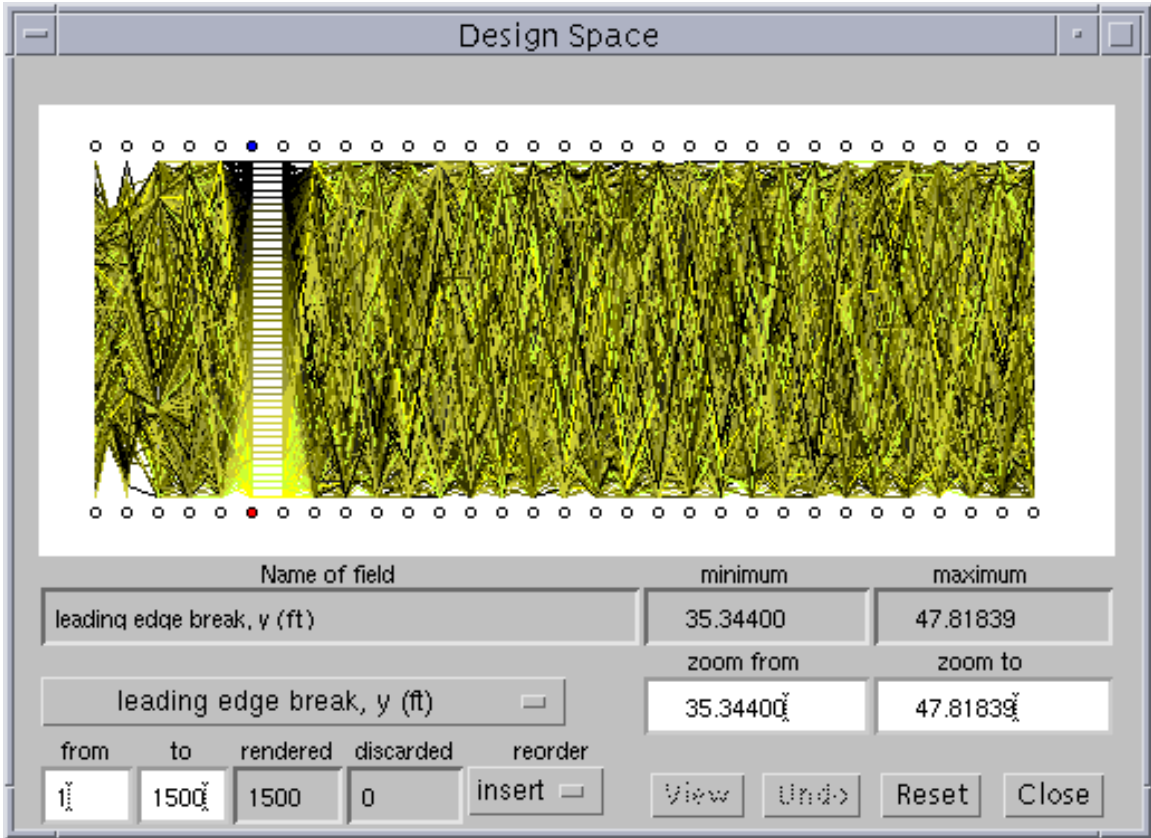 Design Space
Name of field minimum maximum
leading edge break, y (ft) 35.34400 47.81839
zoom from zoom to
leading edge break, y (ft) 35.34400 47.81839
from to rendered discarded reorder
1 1500 1500 0 insert View Undo Reset Close